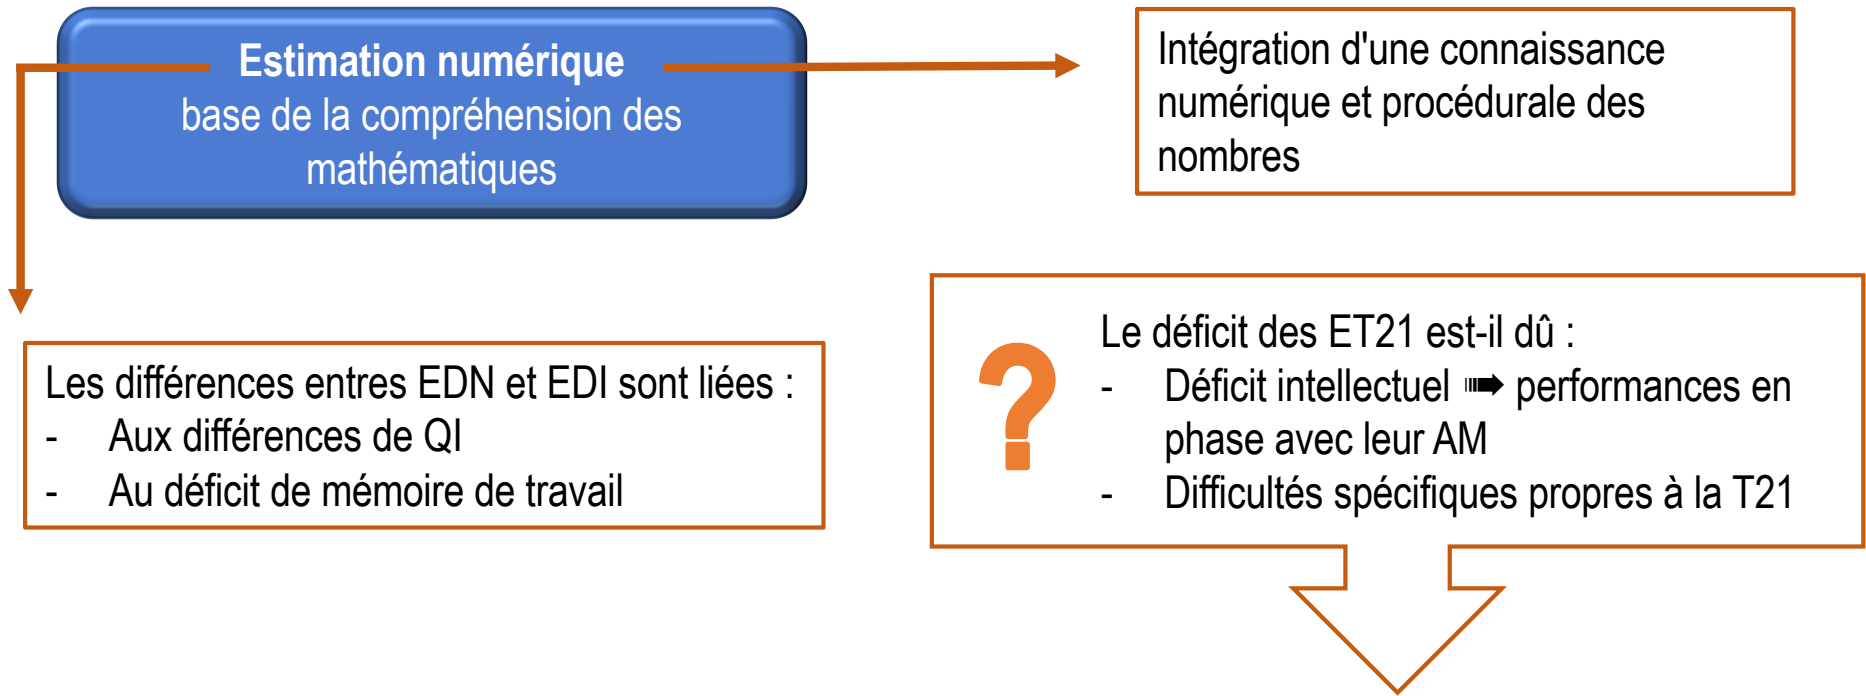 Estimation numérique
base de la compréhension des
mathématiques
Intégration d'une connaissance
numérique et procédurale des
nombres
Les différences entres EDN et EDI sont liées :
- Aux différences de QI
- Au déficit de mémoire de travail
?
Le déficit des ET21 est-il dû :
- Déficit intellectuel ➠ performances en
phase avec leur AM
- Difficultés spécifiques propres à la T21